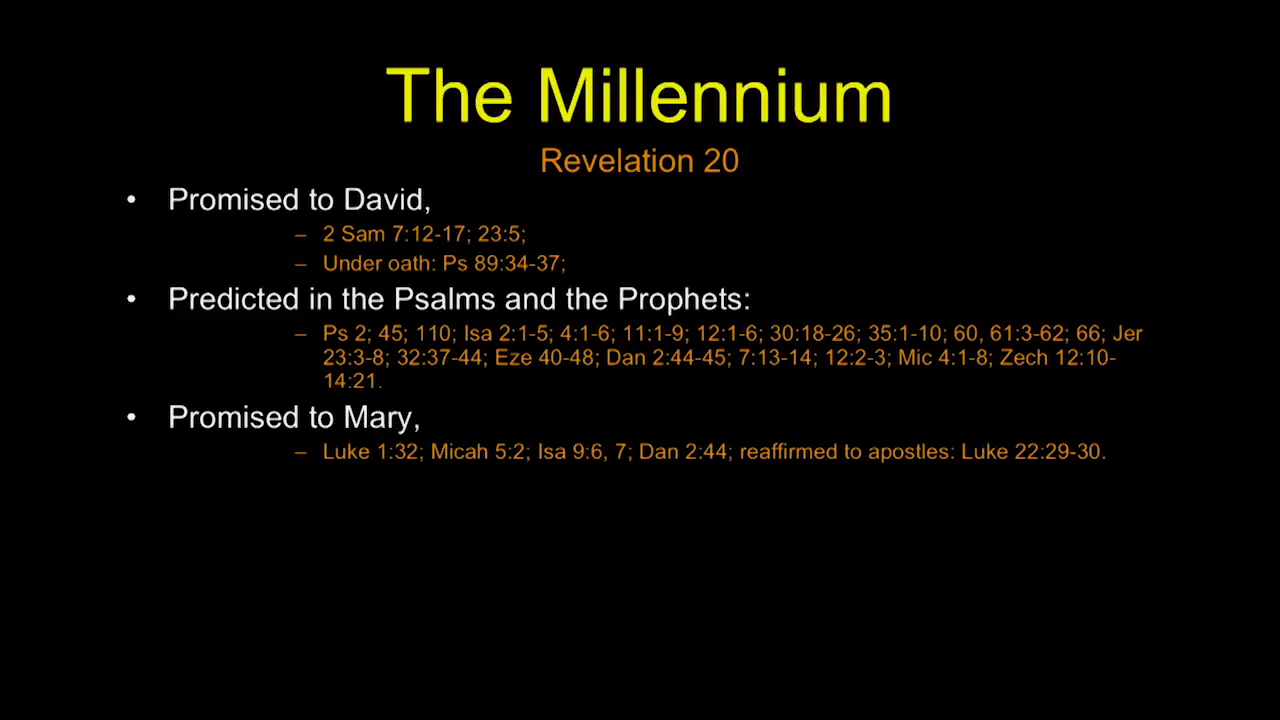 The Millennium
Revelation 20
• Promised to David,
– 2 Sam 7:12-17; 23:5;
– Under oath: Ps 89:34-37;
• Predicted in the Psalms and the Prophets:
– Ps 2; 45; 110; Isa 2:1-5; 4:1-6; 11:1-9; 12:1-6; 30:18-26; 35:1-10; 60, 61:3-62; 66; Jer
23:3-8; 32:37-44; Eze 40-48; Dan 2:44-45; 7:13-14; 12:2-3; Mic 4:1-8; Zech 12:10-
14:21.
• Promised to Mary,
– Luke 1:32; Micah 5:2; Isa 9:6, 7; Dan 2:44; reaffirmed to apostles: Luke 22:29-30.